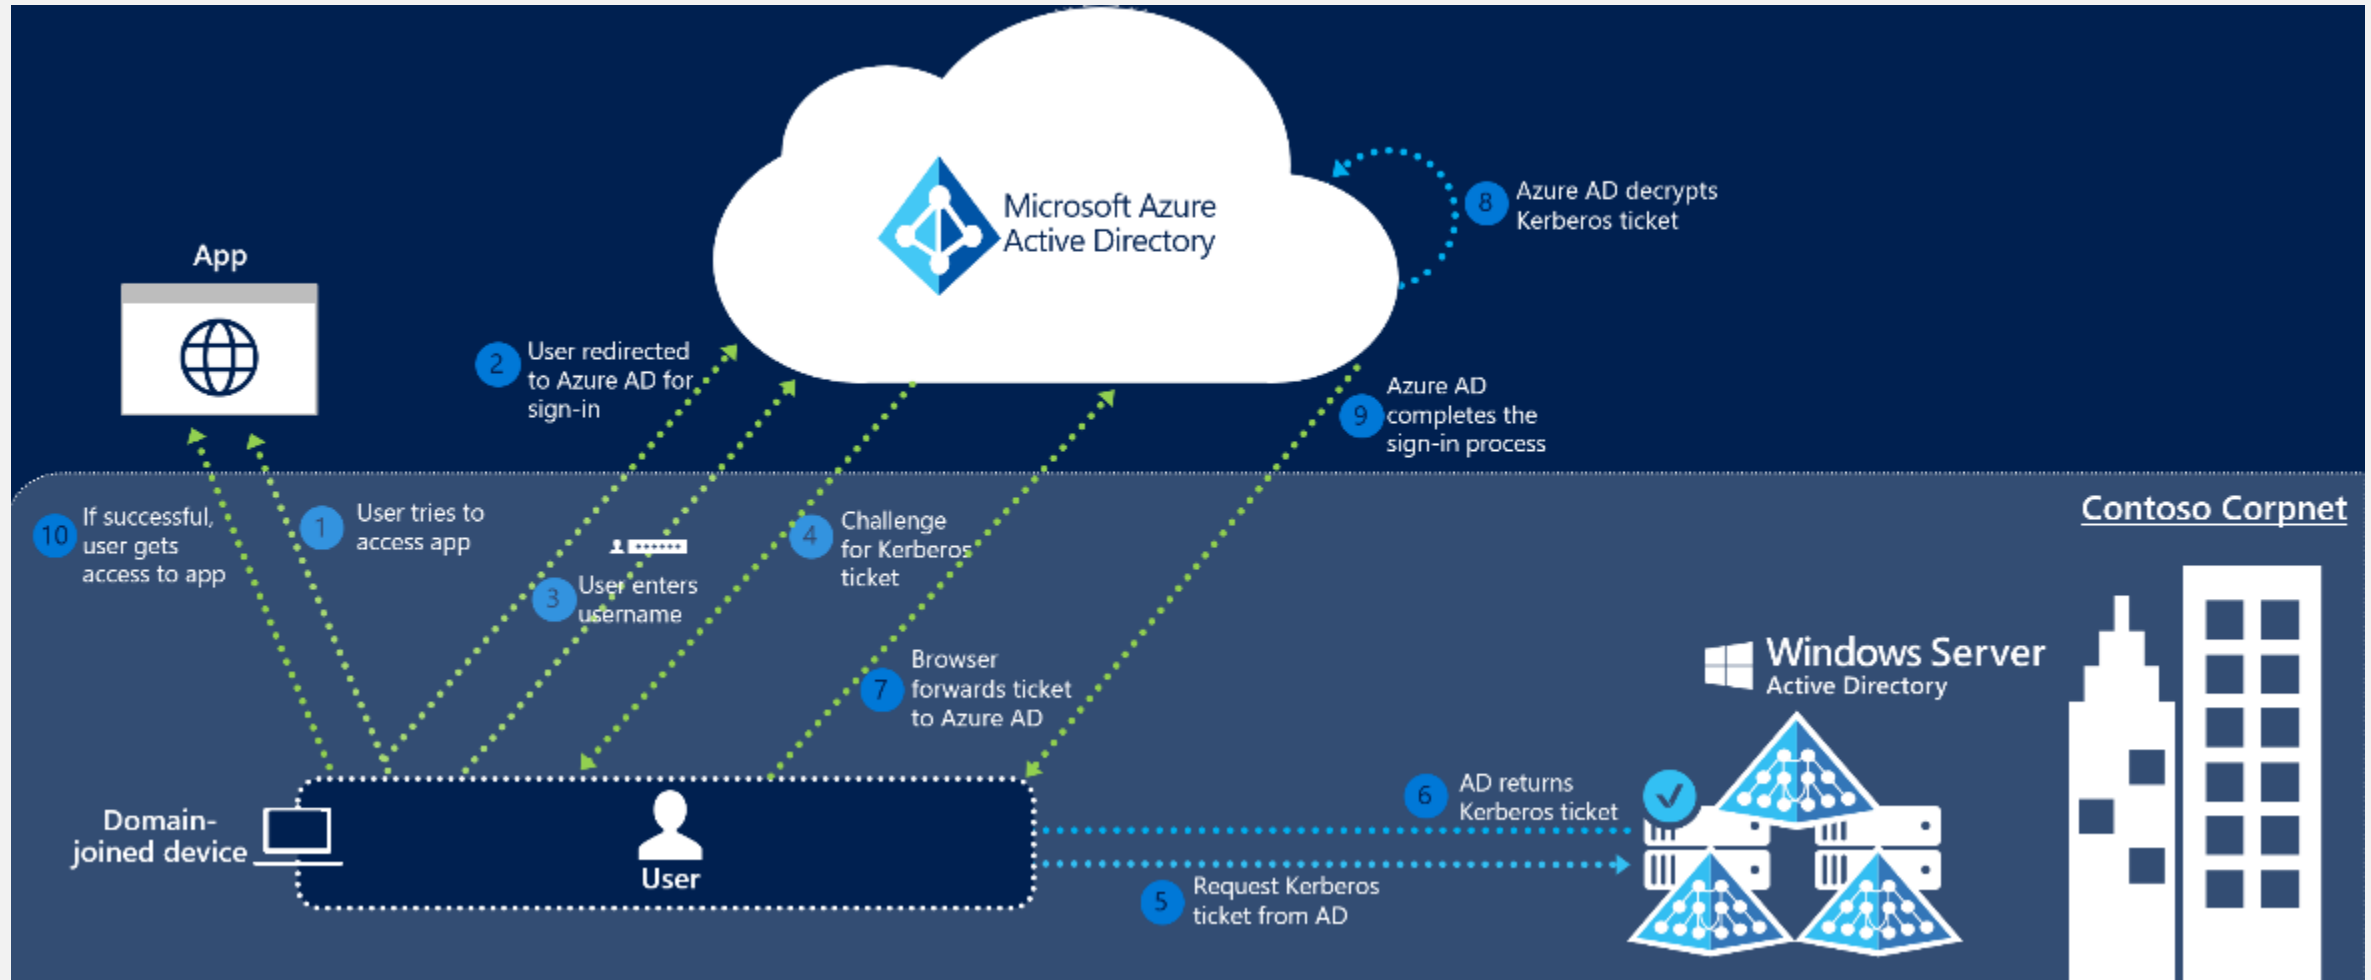 Microsoft Azure
Active Directory
8
Azure AD decrypts
Kerberos ticket
App
2
User redirected
to Azure AD for
sign-in
9
Azure AD
completes the
sign-in process
Contoso Corpnet
10
If successful,
user gets
access to app
1
User tries to
access app
3
User enters
username
4
Challenge
for Kerberos
ticket
7
Browser
forwards ticket
to Azure AD
Windows Server
Active Directory
6
AD returns
Kerberos ticket
Domain-
joined device
User
5
Request Kerberos
ticket from AD